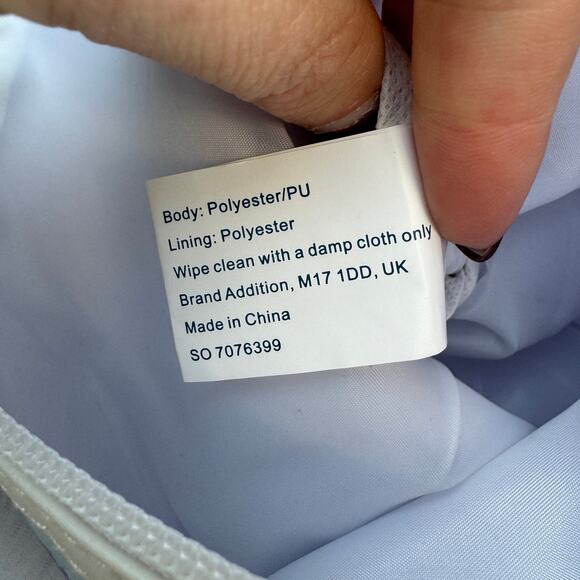 Body: Polyester/PU
Lining: Polyester
Wipe clean with a damp cloth only
Brand Addition, M17 1DD, UK
Made in China
SO 7076399